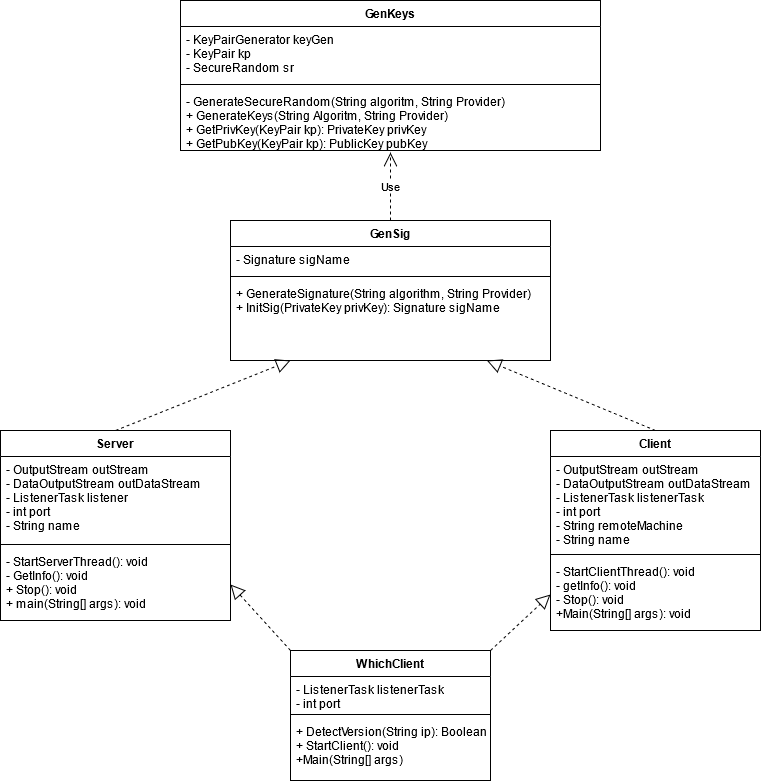 GenKeys
- KeyPairGenerator keyGen
- KeyPair kp
- SecureRandom sr
- GenerateSecureRandom(String algoritm, String Provider)
+ GenerateKeys(String Algoritm, String Provider)
+ GetPrivKey(KeyPair kp): PrivateKey privKey
+ GetPubKey(KeyPair kp): PublicKey pubKey
Use
GenSig
- Signature sigName
+ GenerateSignature(String algorithm, String Provider)
+ InitSig(PrivateKey privKey): Signature sigName
Server
- OutputStream outStream
- DataOutputStream outDataStream
- ListenerTask listener
- int port
- String name
- StartServerThread(): void
- GetInfo(): void
+ Stop(): void
+ main(String[] args): void
Client
- OutputStream outStream
- DataOutputStream outDataStream
- ListenerTask listenerTask
- int port
- String remoteMachine
- String name
- StartClientThread(): void
- getInfo(): void
- Stop(): void
+Main(String[] args): void
WhichClient
- ListenerTask listenerTask
- int port
+ DetectVersion(String ip): Boolean
+ StartClient(): void
+Main(String[] args)